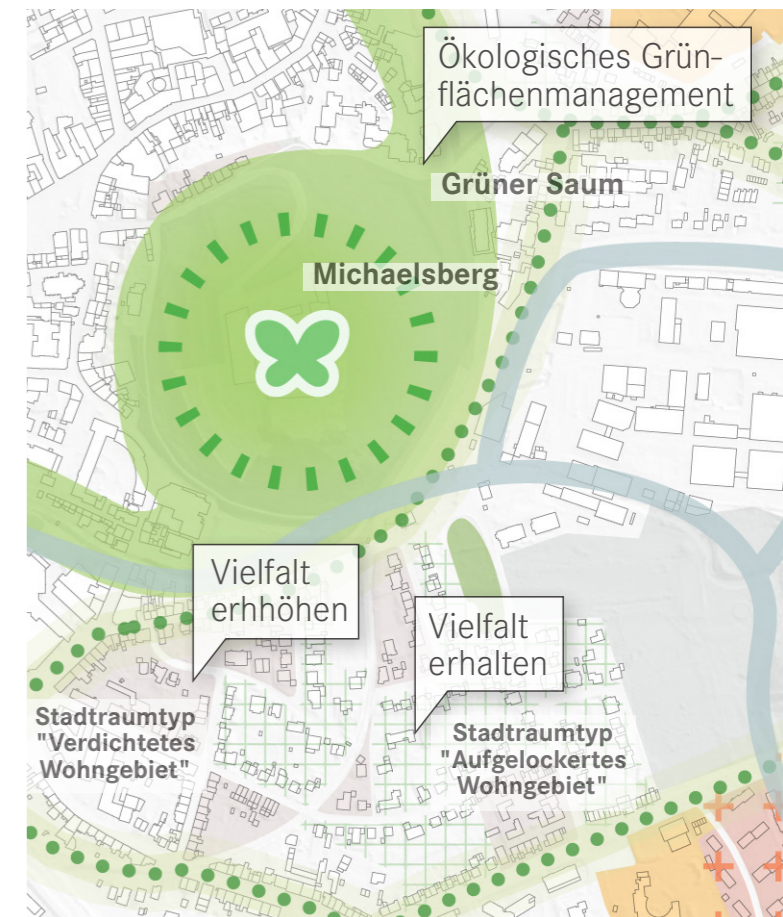 Ökologisches Grün-
flächenmanagement
Grüner Saum
Michaelsberg
Vielfalt
erhhöhen
Vielfalt
erhalten
Stadtraumtyp
"Verdichtetes
Wohngebiet"
Stadtraumtyp
"Aufgelockertes
Wohngebiet"